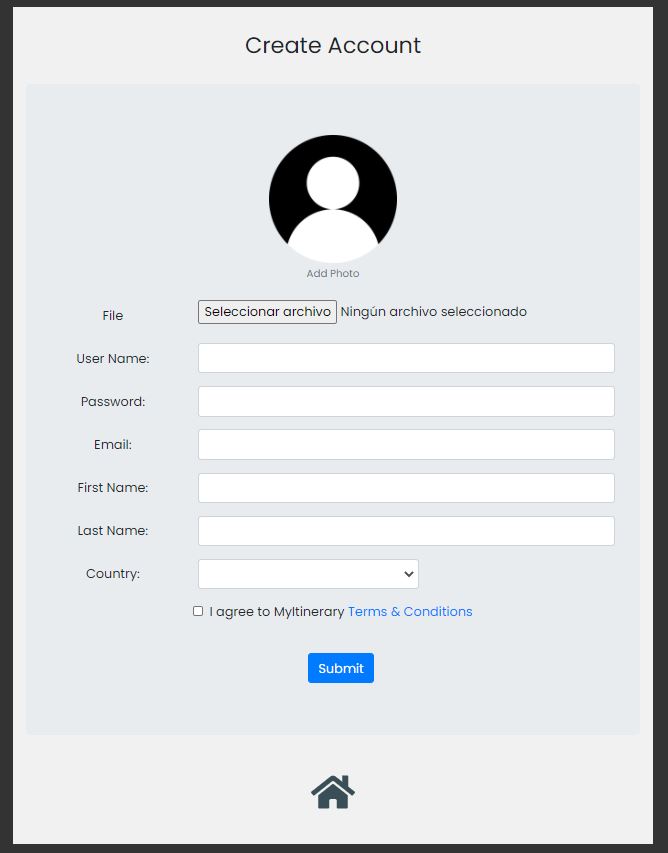 Create Account
Add Photo
File Seleccionar archivo Ningún archivo seleccionado
User Name:
Password:
Email:
First Name:
Last Name:
Country:
I agree to MyItinerary Terms & Conditions
Submit